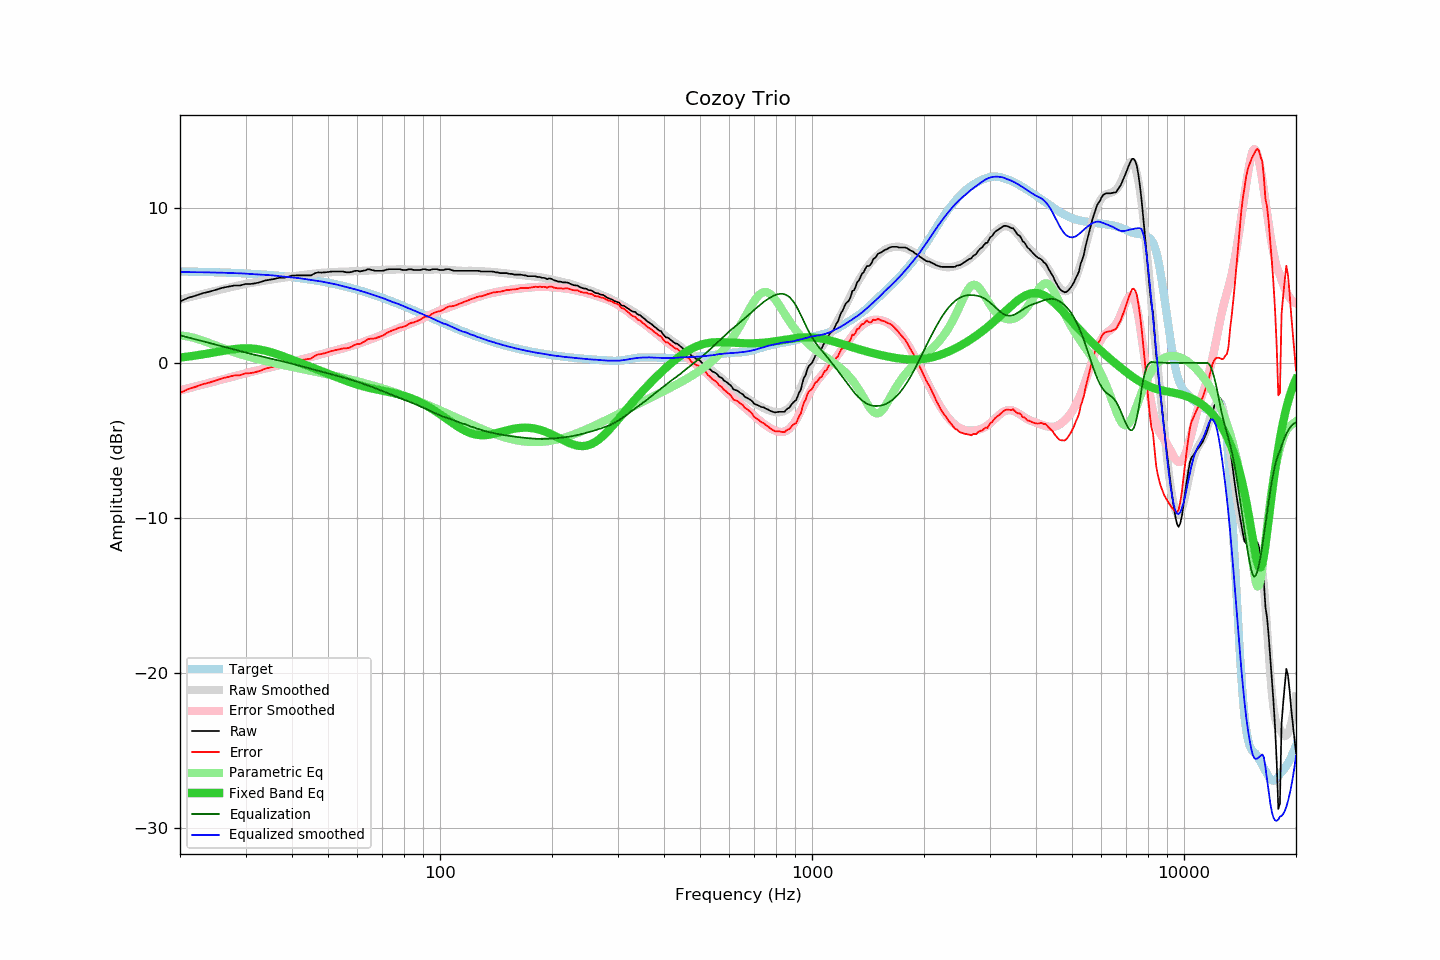 Cozoy Trio
Amplitude (dBr)
10
0
−10
−20
−30
Target
Raw Smoothed
Error Smoothed
Raw
Error
Parametric Eq
Fixed Band Eq
Equalization
Equalized smoothed
100
1000
10000
Frequency (Hz)